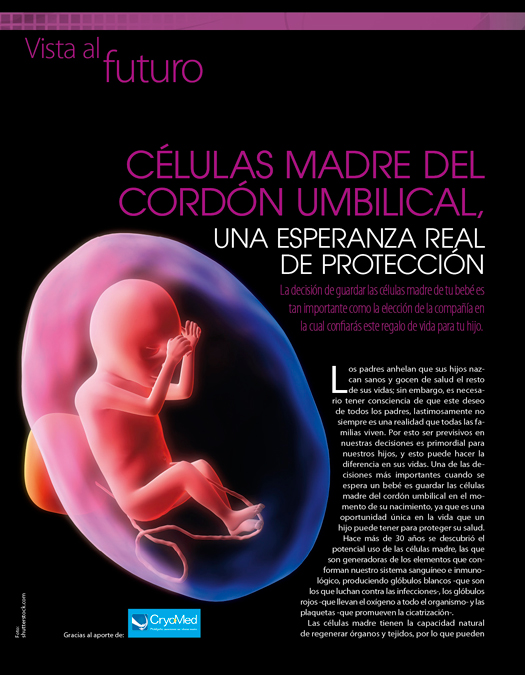 Vista al
futuro
CÉLULAS MADRE DEL
CORDÓN UMBILICAL,
UNA ESPERANZA REAL
DE PROTECCIÓN
La decisión de guardar las células madre de tu bebé es
tan importante como la elección de la compañía en
la cual confiarás este regalo de vida para tu hijo.
Los padres anhelan que sus hijos naz-
can sanos y gocen de salud el resto
de sus vidas; sin embargo, es necesa-
rio tener consciencia de que este deseo
de todos los padres, lastimosamente no
siempre es una realidad que todas las fa-
milias viven. Por esto ser previsivos en
nuestras decisiones es primordial para
nuestros hijos, y esto puede hacer la
diferencia en sus vidas. Una de las de-
cisiones más importantes cuando se
espera un bebé es guardar las células
madre del cordón umbilical en el mo-
mento de su nacimiento, ya que es una
oportunidad única en la vida que un
hijo puede tener para proteger su salud.
Hace más de 30 años se descubrió el
potencial uso de las células madre, las que
son generadoras de los elementos que con-
forman nuestro sistema sanguíneo e inmuno-
lógico, produciendo glóbulos blancos -que son
los que luchan contra las infecciones-, los glóbulos
rojos -que llevan el oxígeno a todo el organismo- y las
plaquetas -que promueven la cicatrización-.
Las células madre tienen la capacidad natural
de regenerar órganos y tejidos, por lo que pueden
Foto:
shutterstock.com
Gracias al aporte de:
CryoMed